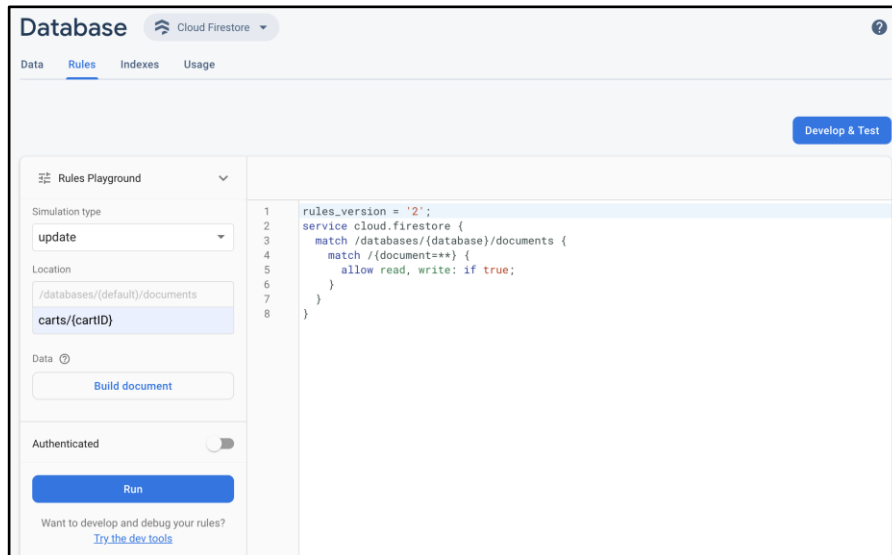 Database Cloud Firestore
Data Rules Indexes Usage
Develop & Test
Rules Playground
Simulation type
update
Location
/databases/(default)/documents
carts/{cartID}
Data
Build document
Authenticated
Run
Want to develop and debug your rules?
Try the dev tools
1 rules_version = '2';
2 service cloud.firestore {
3 match /databases/{database}/documents {
4 match /{document=**} {
5 allow read, write: if true;
6 }
7 }
8 }